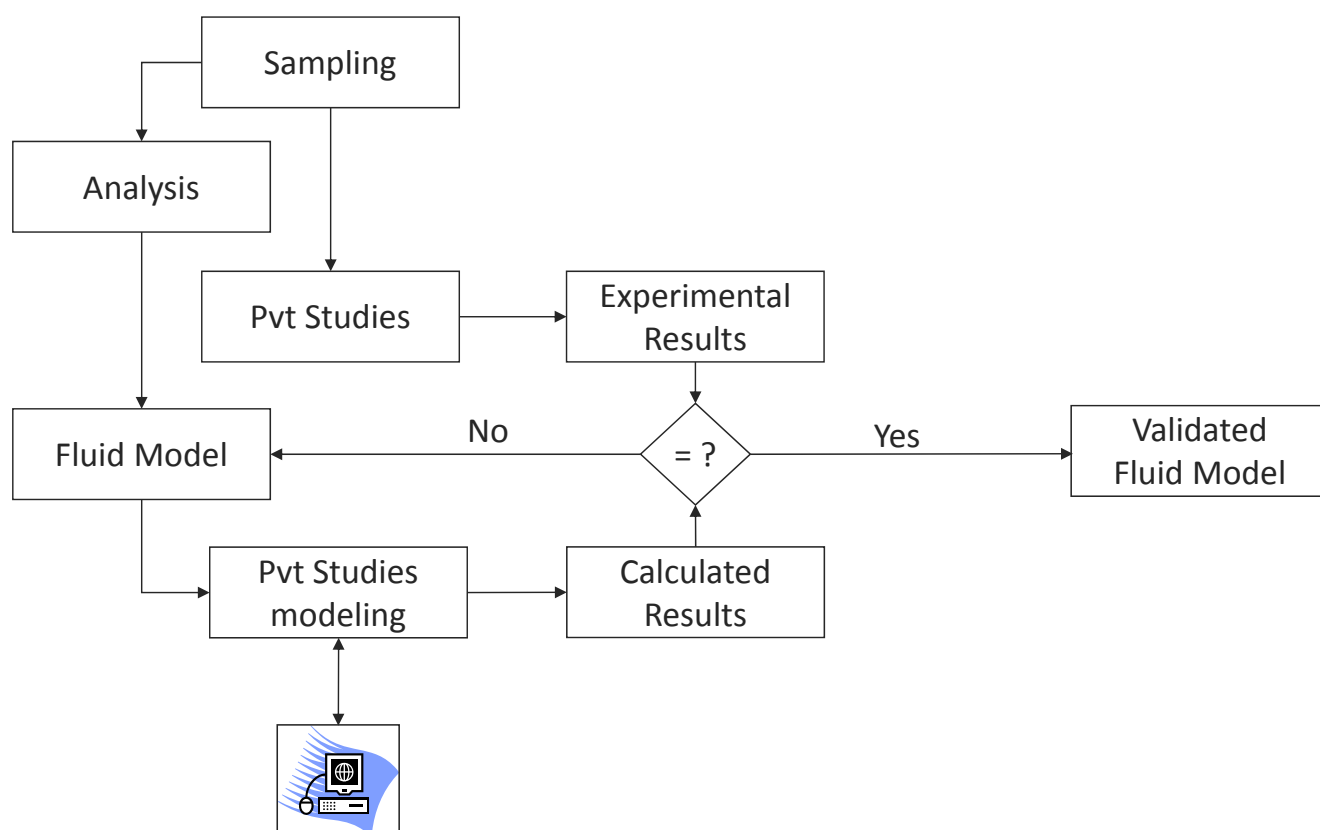 Sampling
Analysis
Pvt Studies
Experimental
Results
Fluid Model
No
= ?
Yes
Validated
Fluid Model
Pvt Studies
modeling
Calculated
Results